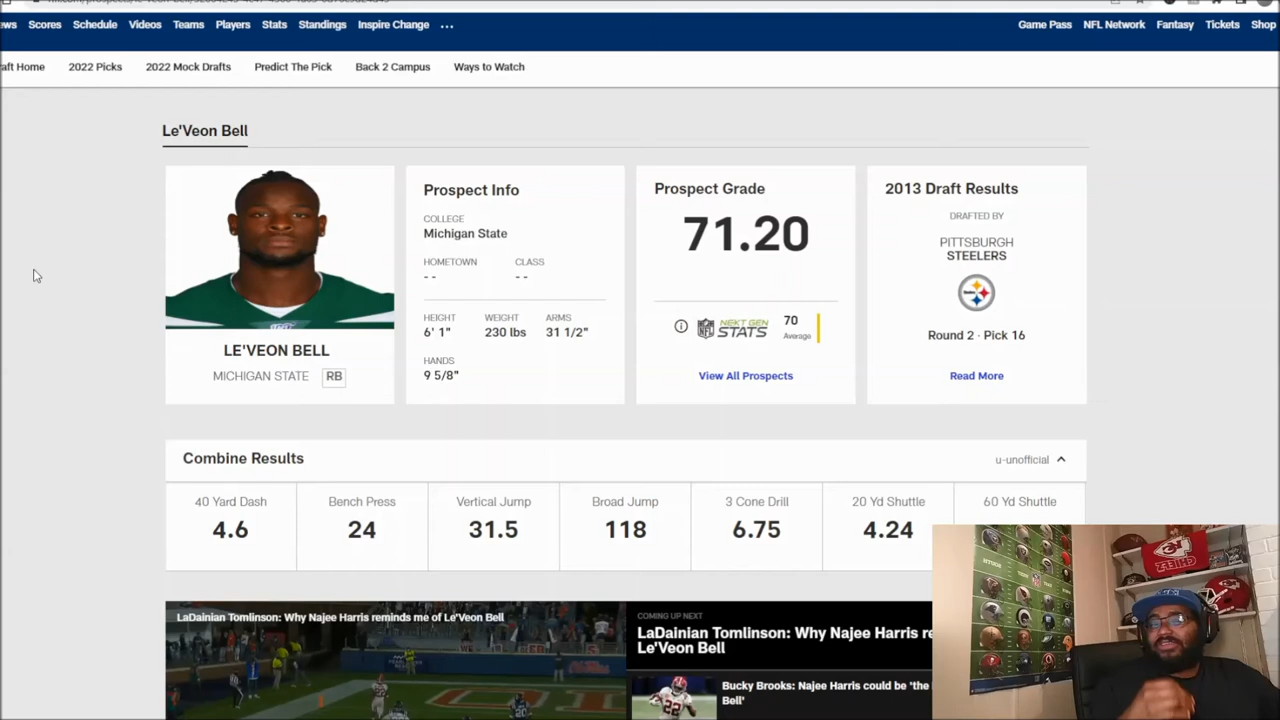 ews Scores Schedule Videos Teams Players Stats Standings Inspire Change ... Game Pass NFL Network Fantasy Tickets Shop
raft Home 2022 Picks 2022 Mock Drafts Predict The Pick Back 2 Campus Ways to Watch
Le'Veon Bell
LE'VEON BELL
MICHIGAN STATE RB
Prospect Info
COLLEGE
Michigan State
HOMETOWN CLASS
- - - -
HEIGHT WEIGHT ARMS
6' 1" 230 lbs 31 1/2"
HANDS
9 5/8"
Prospect Grade
71.20
NFL NEXT GEN STATS 70
Average
View All Prospects
2013 Draft Results
DRAFTED BY
PITTSBURGH
STEELERS
Steelers
Round 2 · Pick 16
Read More
Combine Results u-unofficial
40 Yard Dash Bench Press Vertical Jump Broad Jump 3 Cone Drill 20 Yd Shuttle 60 Yd Shuttle
4.6 24 31.5 118 6.75 4.24
LaDainian Tomlinson: Why Najee Harris reminds me of Le'Veon Bell
COMING UP NEXT
LaDainian Tomlinson: Why Najee Harris re
Le'Veon Bell
Bucky Brooks: Najee Harris could be 'the
Bell'
22